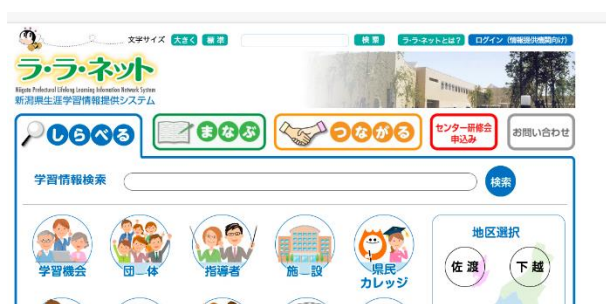 文字サイズ 大きく 標準 検索 ラ・ラ・ネットとは? ログイン（情報提供機関向け）
ラ・ラ・ネット
Niigata Prefectural Lifelong Learning Information Network System
新潟県生涯学習情報提供システム
しらべる まなぶ つながる センター研修会 お問い合わせ
申込み
学習情報検索 検索
地区選択
佐渡 下越
学習機会 団体 指導者 施設 県民
カレッジ